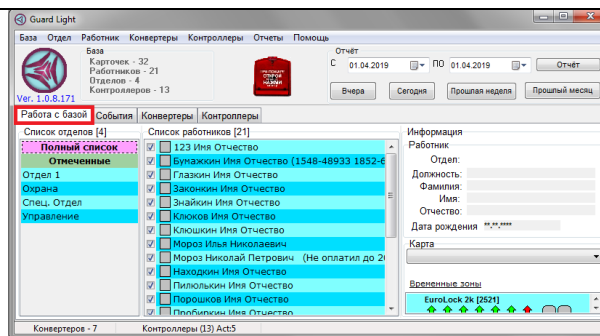 Guard Light
База Отдел Работник Конвертеры Контроллеры Отчеты Помощь
База
Карточек - 32
Работников - 21
Отделов - 4
Контроллеров - 13
Ver. 1.0.8.171
Отчёт
С 01.04.2019 ПО 01.04.2019 Отчёт
Вчера Сегодня Прошлая неделя Прошлый месяц
Работа с базой События Конвертеры Контроллеры
Список отделов [4]
Полный список
Отмеченные
Отдел 1
Охрана
Спец. Отдел
Управление
Список работников [21]
123 Имя Отчество
Бумажкин Имя Отчество (1548-48933 1852-6
Глазкин Имя Отчество
Законкин Имя Отчество
Знайкин Имя Отчество
Клюков Имя Отчество
Клюшкин Имя Отчество
Мороз Илья Николаевич
Мороз Николай Петрович (Не оплатил до 20
Находкин Имя Отчество
Пилюлькин Имя Отчество
Порошков Имя Отчество
Пробиркин Имя Отчество
Информация
Работник
Отдел:
Должность:
Фамилия:
Имя:
Отчество:
Дата рождения **.**.****
Карта
Временные зоны
EuroLock 2k [2521]
Конвертеров - 7 Контроллеры (13) Act:5